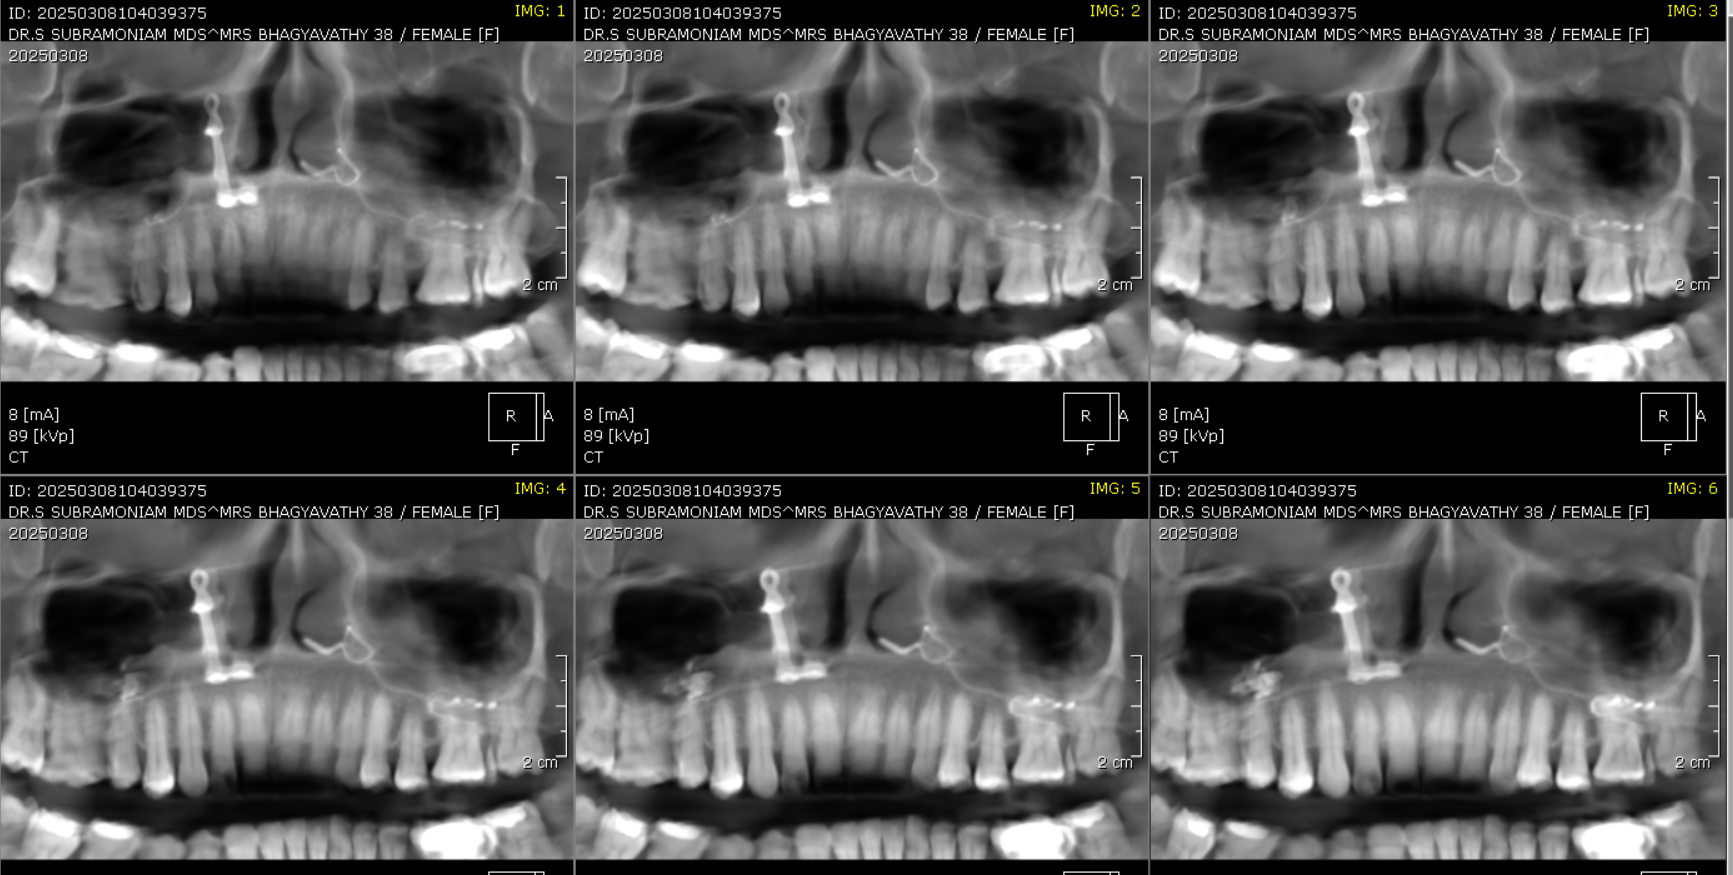 ID: 20250308104039375
IMG: 1
DR.S SUBRAMONIAM MDS^MRS BHAGYAVATHY 38 / FEMALE [F]
20250308
2 cm
8 [mA]
89 [kVp]
CT
R
A
F
ID: 20250308104039375
IMG: 2
DR.S SUBRAMONIAM MDS^MRS BHAGYAVATHY 38 / FEMALE [F]
20250308
2 cm
8 [mA]
89 [kVp]
CT
R
A
F
ID: 20250308104039375
IMG: 3
DR.S SUBRAMONIAM MDS^MRS BHAGYAVATHY 38 / FEMALE [F]
20250308
2 cm
8 [mA]
89 [kVp]
CT
R
A
F
ID: 20250308104039375
IMG: 4
DR.S SUBRAMONIAM MDS^MRS BHAGYAVATHY 38 / FEMALE [F]
20250308
2 cm
ID: 20250308104039375
IMG: 5
DR.S SUBRAMONIAM MDS^MRS BHAGYAVATHY 38 / FEMALE [F]
20250308
2 cm
ID: 20250308104039375
IMG: 6
DR.S SUBRAMONIAM MDS^MRS BHAGYAVATHY 38 / FEMALE [F]
20250308
2 cm